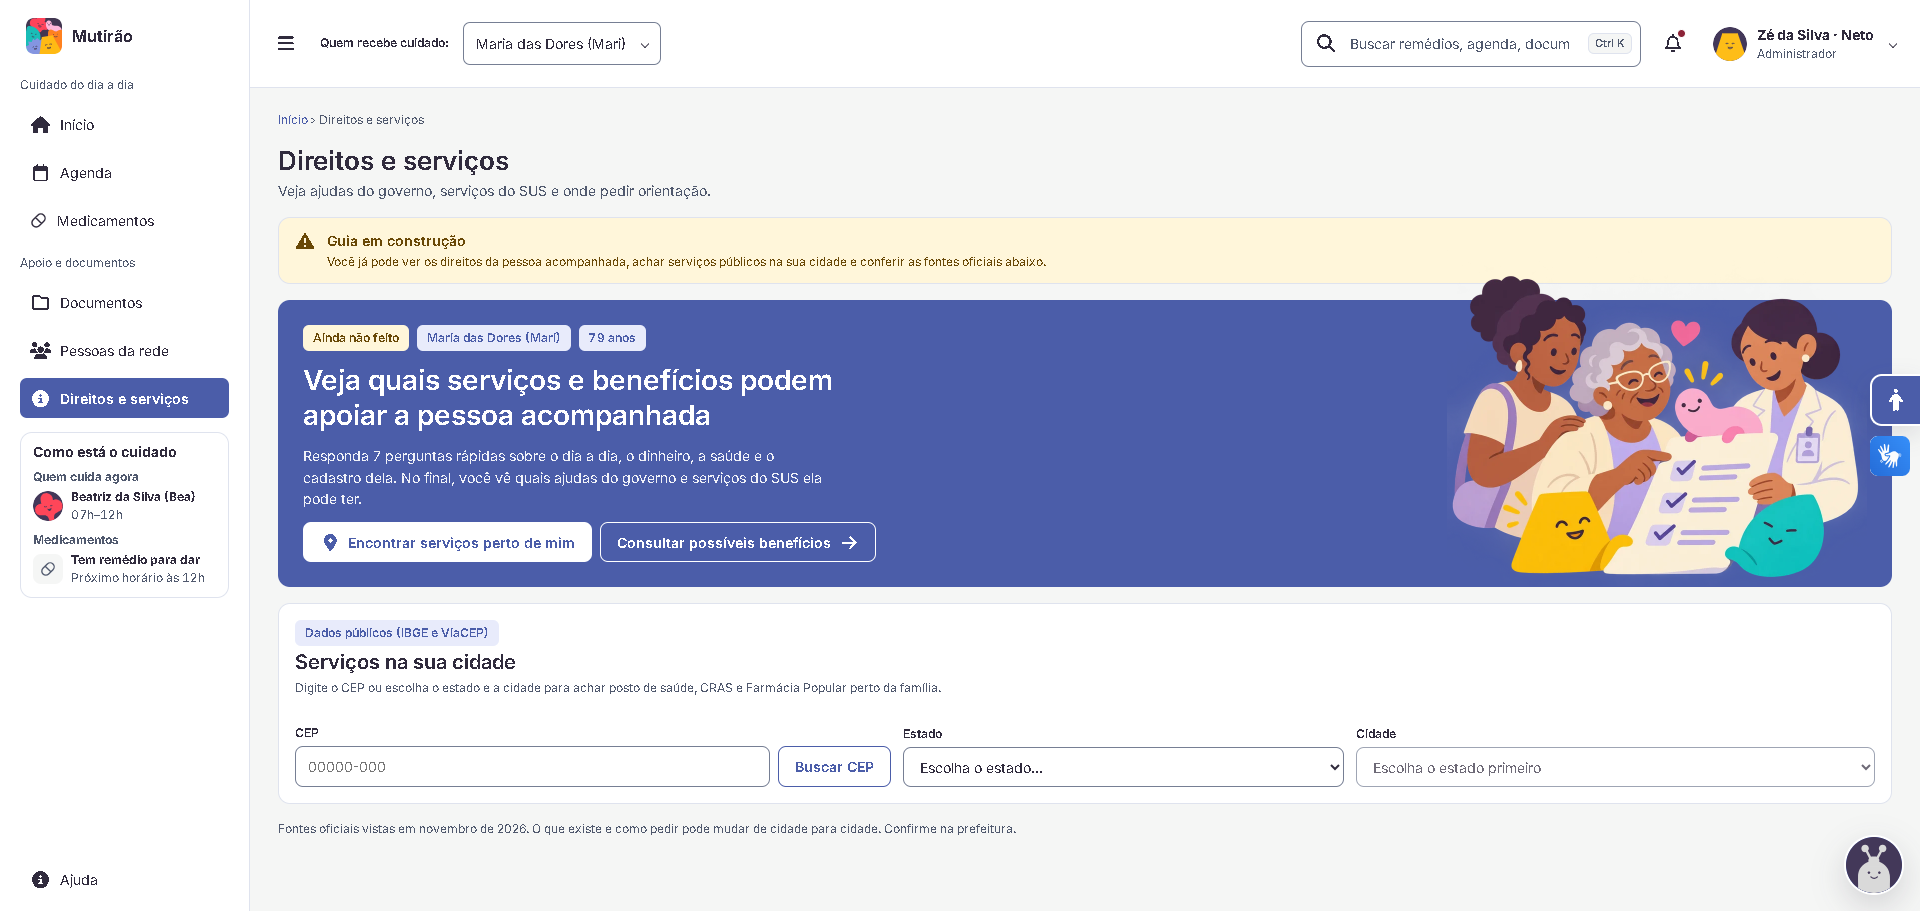 Mutirão
Cuidado do dia a dia
Início
Agenda
Medicamentos
Apoio e documentos
Documentos
Pessoas da rede
Direitos e serviços
Como está o cuidado
Quem cuida agora
Beatriz da Silva (Bea)
07h–12h
Medicamentos
Tem remédio para dar
Próximo horário às 12h
Ajuda
Quem recebe cuidado:
Maria das Dores (Mari)
Buscar remédios, agenda, docum
Ctrl K
Zé da Silva · Neto
Administrador
Início › Direitos e serviços
Direitos e serviços
Veja ajudas do governo, serviços do SUS e onde pedir orientação.
Guia em construção
Você já pode ver os direitos da pessoa acompanhada, achar serviços públicos na sua cidade e conferir as fontes oficiais abaixo.
Ainda não feito
Maria das Dores (Mari)
79 anos
Veja quais serviços e benefícios podem
apoiar a pessoa acompanhada
Responda 7 perguntas rápidas sobre o dia a dia, o dinheiro, a saúde e o
cadastro dela. No final, você vê quais ajudas do governo e serviços do SUS ela
pode ter.
Encontrar serviços perto de mim
Consultar possíveis benefícios
Dados públicos (IBGE e ViaCEP)
Serviços na sua cidade
Digite o CEP ou escolha o estado e a cidade para achar posto de saúde, CRAS e Farmácia Popular perto da família.
CEP
00000-000
Buscar CEP
Estado
Escolha o estado...
Cidade
Escolha o estado primeiro
Fontes oficiais vistas em novembro de 2026. O que existe e como pedir pode mudar de cidade para cidade. Confirme na prefeitura.